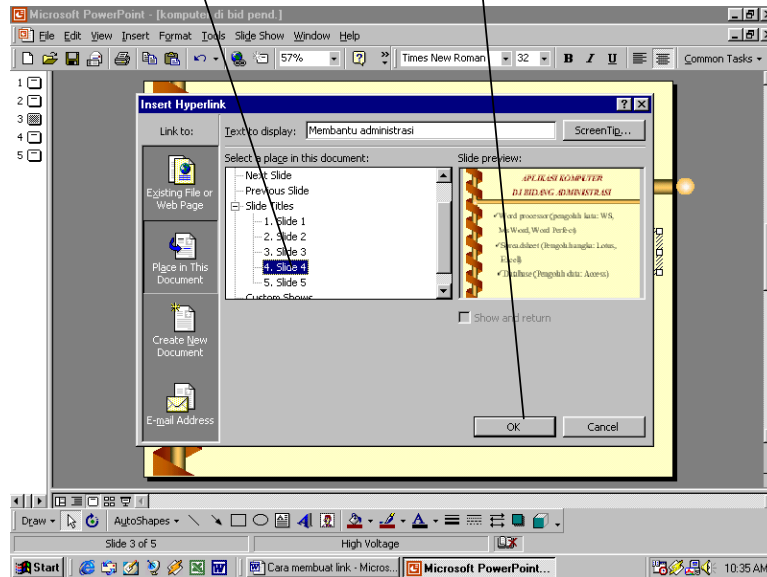 Microsoft PowerPoint - [komputer di bid pend.]
File Edit View Insert Format Tools Slide Show Window Help
57% Times New Roman 32 B I U Common Tasks
1
2
3
4
5
Insert Hyperlink
Link to:
Text to display: Membantu administrasi
ScreenTip...
Select a place in this document:
Slide preview:
Existing File or
Web Page
Place in This
Document
Create New
Document
E-mail Address
Next Slide
Previous Slide
Slide Titles
1. Slide 1
2. Slide 2
3. Slide 3
4. Slide 4
5. Slide 5
Custom Shows
APLIKASI KOMPUTER
DI BIDANG ADMINISTRASI
Word processor (pengolah kata: WS,
Ms Word, Word Perfect)
Spreadsheet (Pengolah angka: Lotus,
Excel)
Database (Pengolah data: Access)
Show and return
OK
Cancel
Draw AutoShapes
Slide 3 of 5
High Voltage
Start
Cara membuat link - Micros...
Microsoft PowerPoint...
10:35 AM